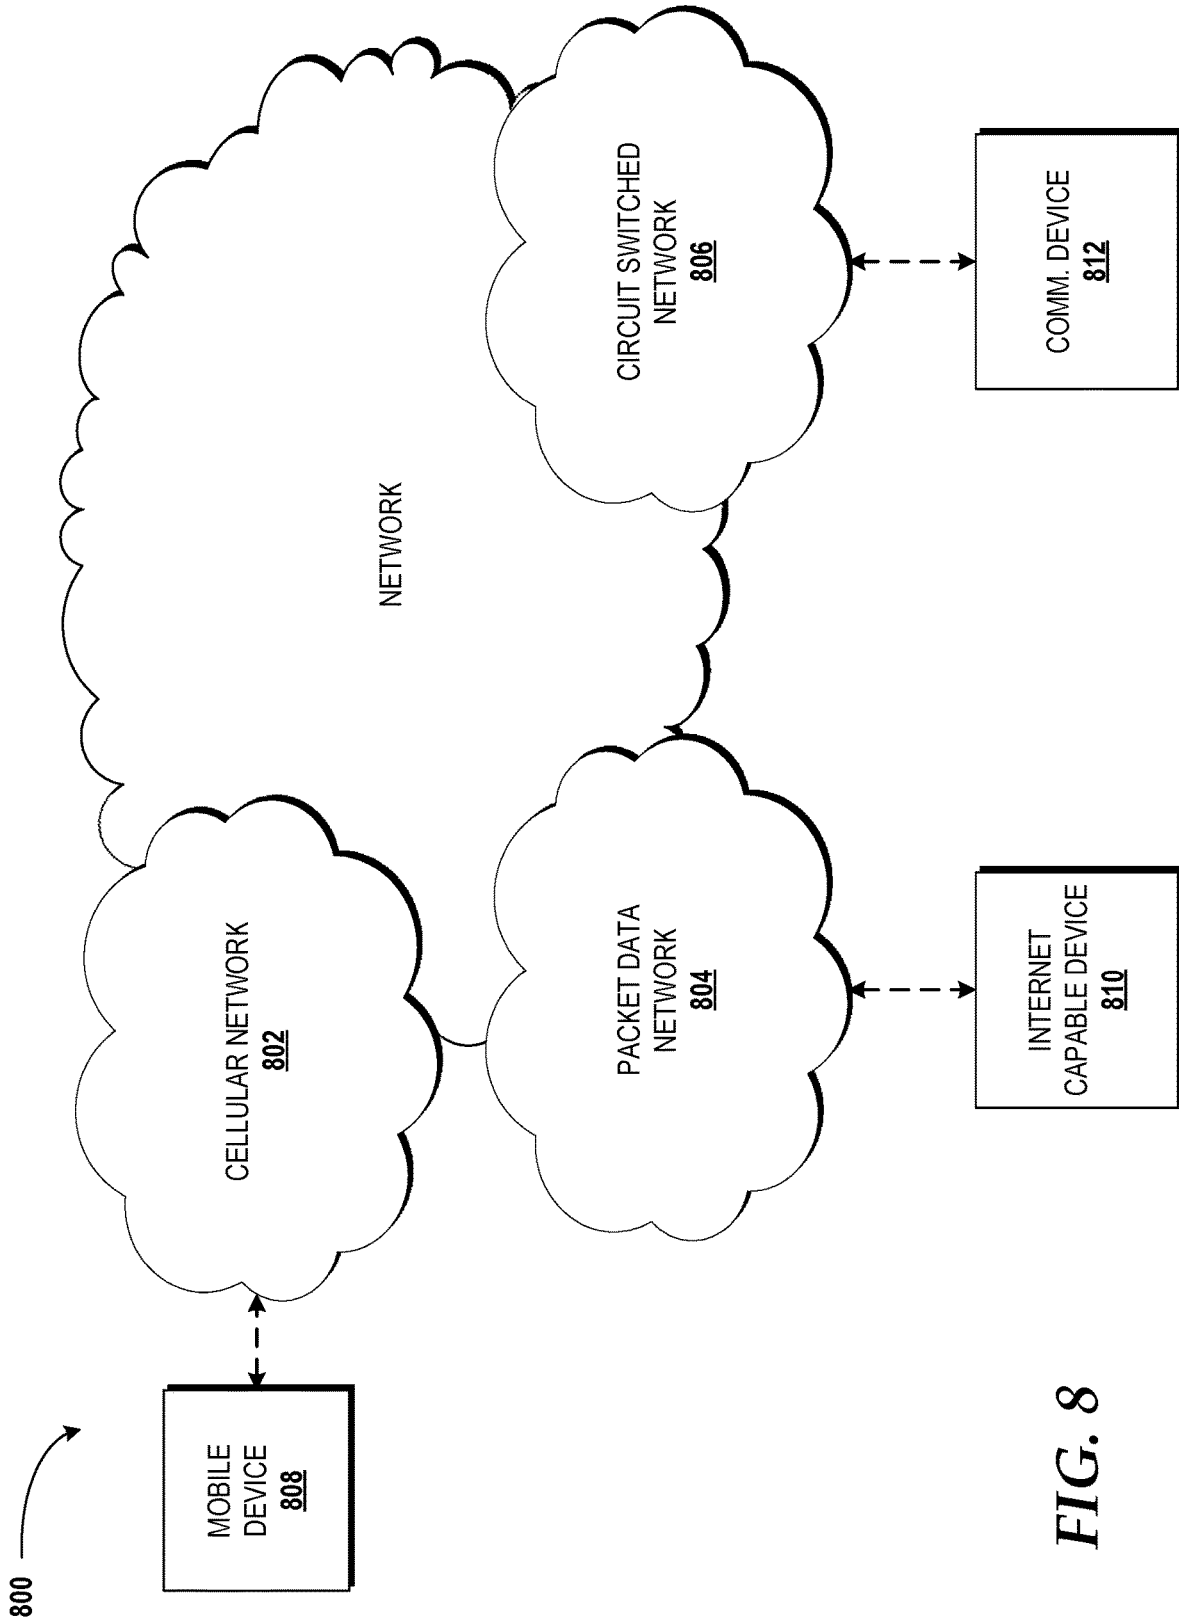 800
MOBILE
DEVICE
808
CELLULAR NETWORK
802
NETWORK
PACKET DATA
NETWORK
804
CIRCUIT SWITCHED
NETWORK
806
INTERNET
CAPABLE DEVICE
810
COMM. DEVICE
812
FIG. 8